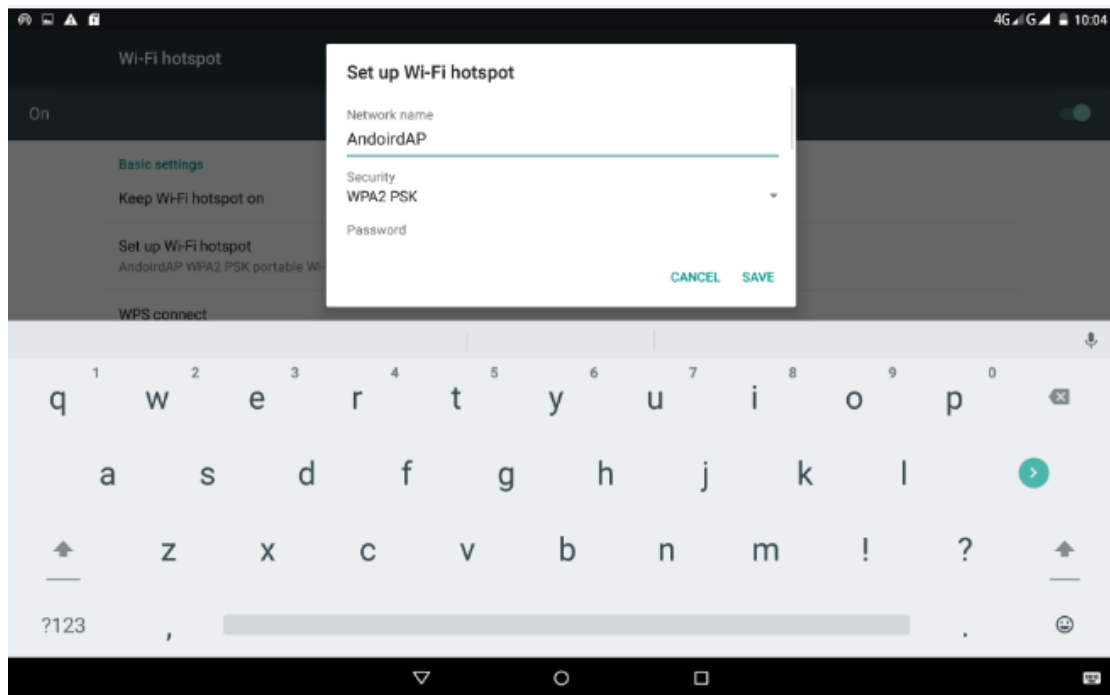 4G G 10:04
Wi-Fi hotspot
On
Basic settings
Keep Wi-Fi hotspot on
Set up Wi-Fi hotspot
AndoirdAP WPA2 PSK portable Wi-
WPS connect
Set up Wi-Fi hotspot
Network name
AndoirdAP
Security
WPA2 PSK
Password
CANCEL SAVE
1 2 3 4 5 6 7 8 9 0
q w e r t y u i o p
a s d f g h j k l
z x c v b n m ! ?
?123 , .